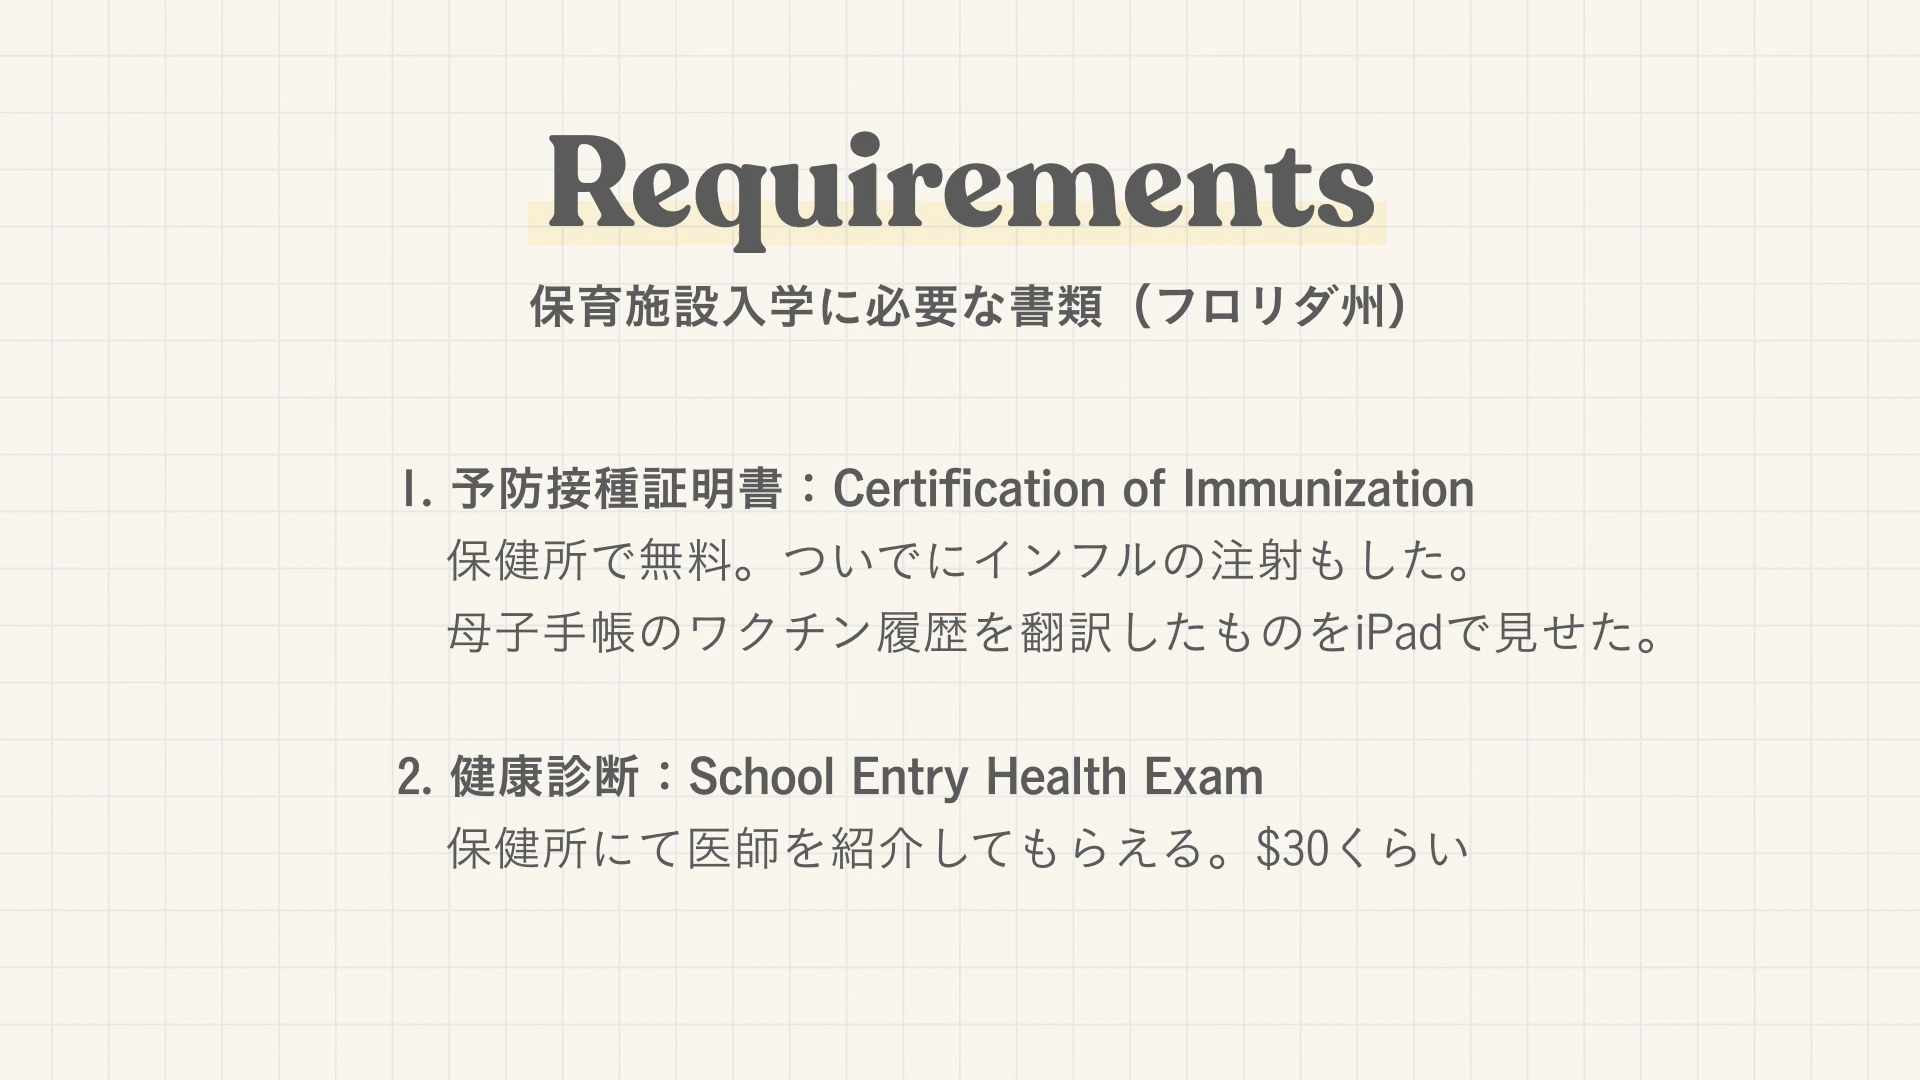 Requirements
保育施設入学に必要な書類（フロリダ州）
1. 予防接種証明書：Certification of Immunization
保健所で無料。ついでにインフルの注射もした。
母子手帳のワクチン履歴を翻訳したものをiPadで見せた。
2. 健康診断：School Entry Health Exam
保健所にて医師を紹介してもらえる。$30くらい